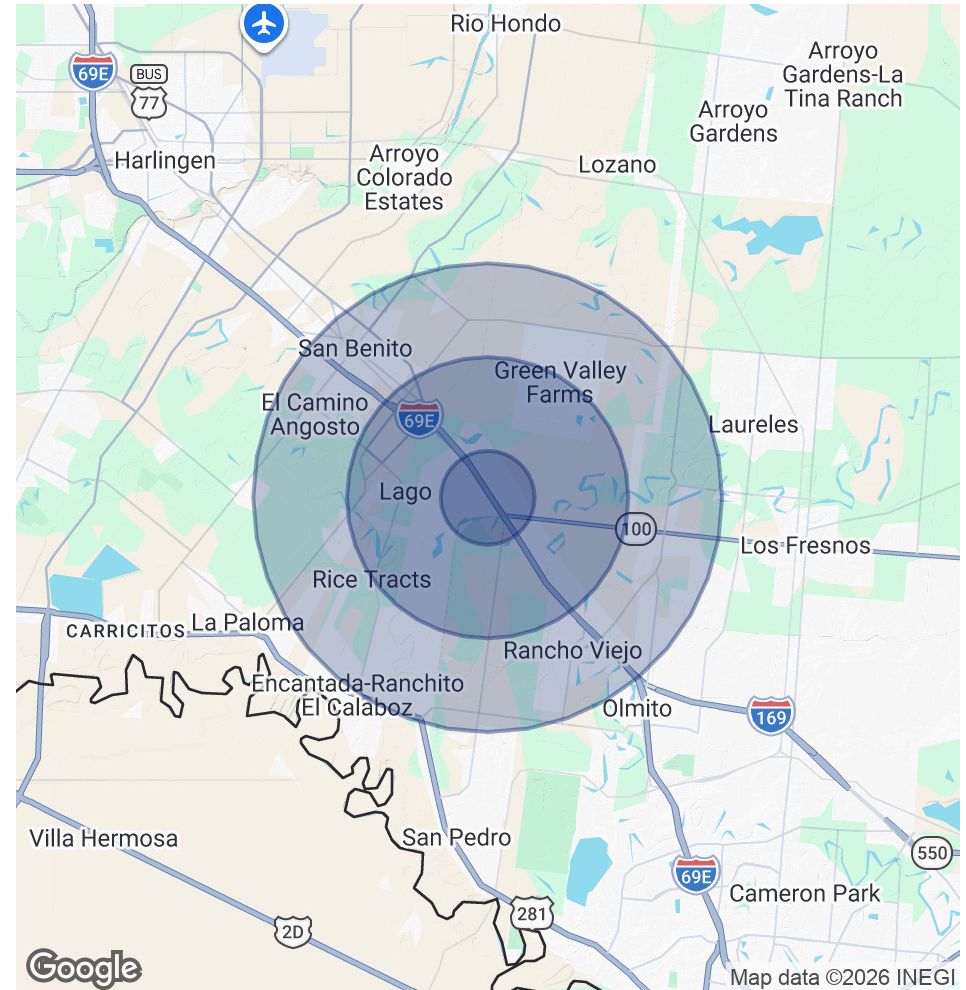 Rio Hondo
69E
BUS
77
Arroyo
Gardens-La
Tina Ranch
Arroyo
Gardens
Harlingen
Arroyo
Colorado
Estates
Lozano
San Benito
Green Valley
Farms
El Camino
Angosto
69E
Laureles
Lago
100
Los Fresnos
Rice Tracts
La Paloma
CARRICITOS
Rancho Viejo
Encantada-Ranchito
El Calaboz
Olmito
169
Villa Hermosa
San Pedro
550
69E
Cameron Park
281
2D
Google
Map data ©2026 INEGI